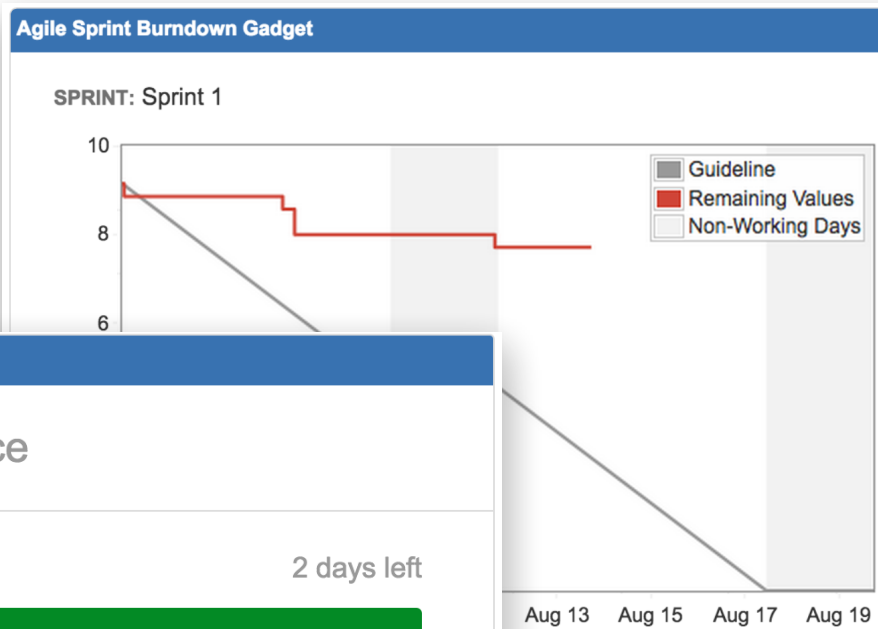 Agile Sprint Burndown Gadget
SPRINT: Sprint 1
10
Guideline
Remaining Values
8
Non-Working Days
6
2 days left
Aug 13 Aug 15 Aug 17 Aug 19